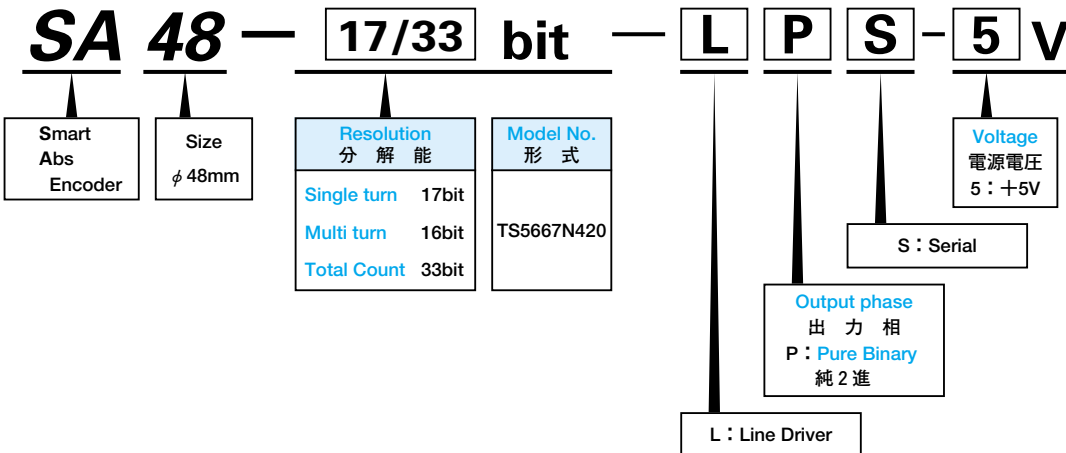 SA 48 — 17/33 bit — L P S - 5 V
Smart
Abs
Encoder
Size
φ 48mm
Resolution
分 解 能
Single turn 17bit
Multi turn 16bit
Total Count 33bit
Model No.
形 式
TS5667N420
Voltage
電源電圧
5：＋5V
S：Serial
Output phase
出 力 相
P：Pure Binary
純 2 進
L：Line Driver